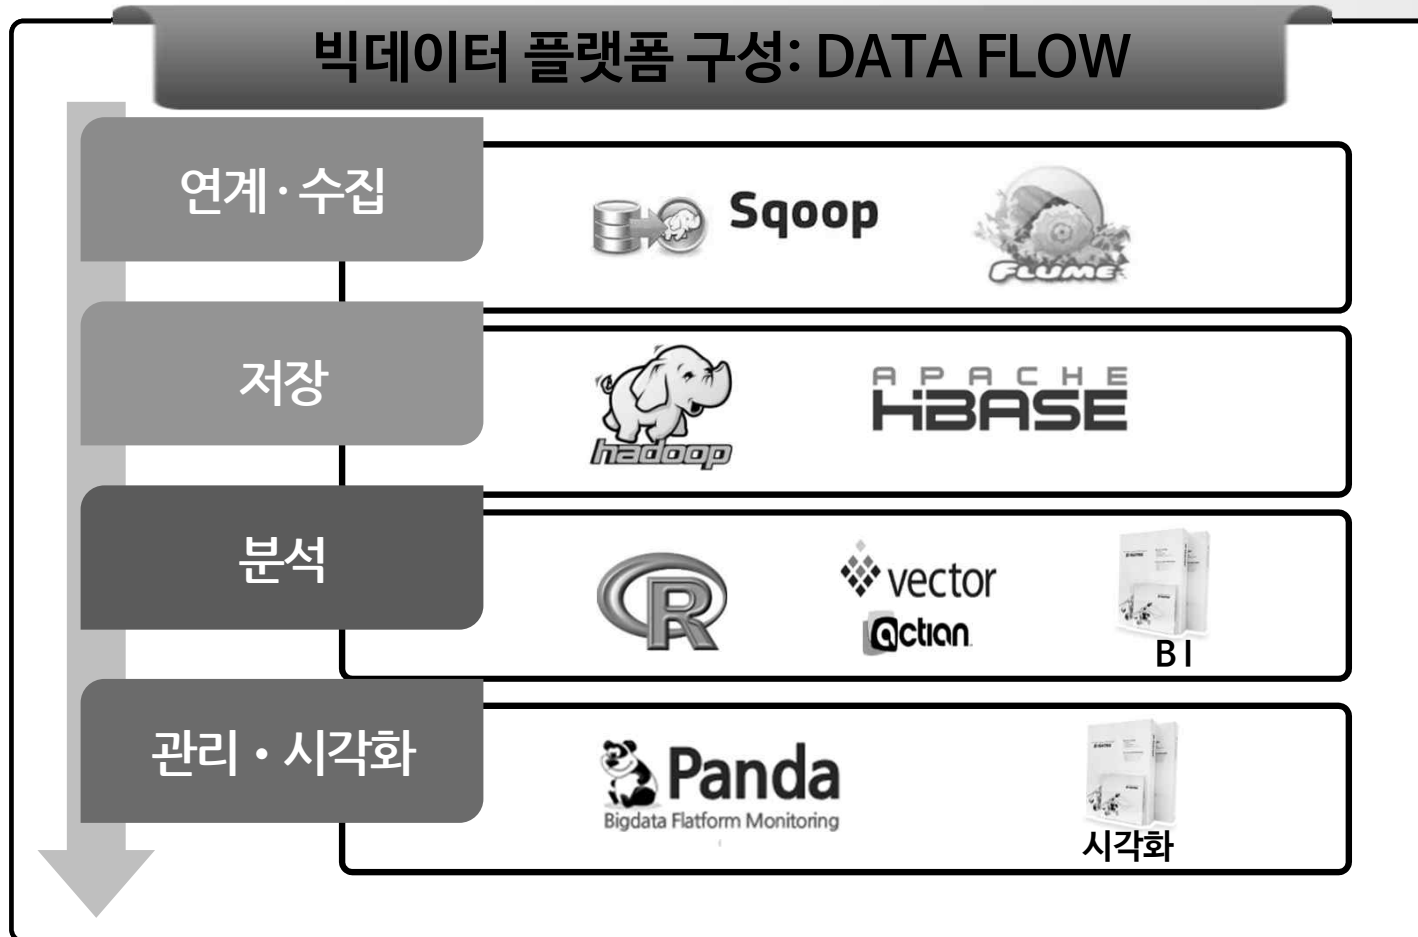 빅데이터 플랫폼 구성: DATA FLOW
연계 · 수집
Sqoop
FLUME
저장
hadoop
APACHE
HBASE
분석
R
vector
actian
BI
관리 · 시각화
Panda
Bigdata Flatform Monitoring
시각화